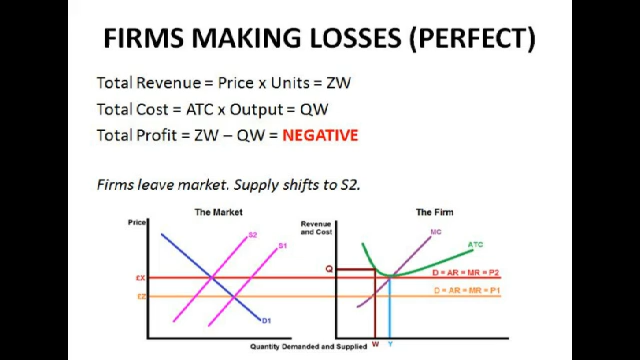 FIRMS MAKING LOSSES (PERFECT)
Total Revenue = Price x Units = ZW
Total Cost = ATC x Output = QW
Total Profit = ZW – QW = NEGATIVE
Firms leave market. Supply shifts to S2.
The Market
The Firm
Price
Revenue
and Cost
S2
S1
MC
ATC
Q
D = AR = MR = P2
EX
D = AR = MR = P1
EZ
D1
Quantity Demanded and Supplied
W
Y